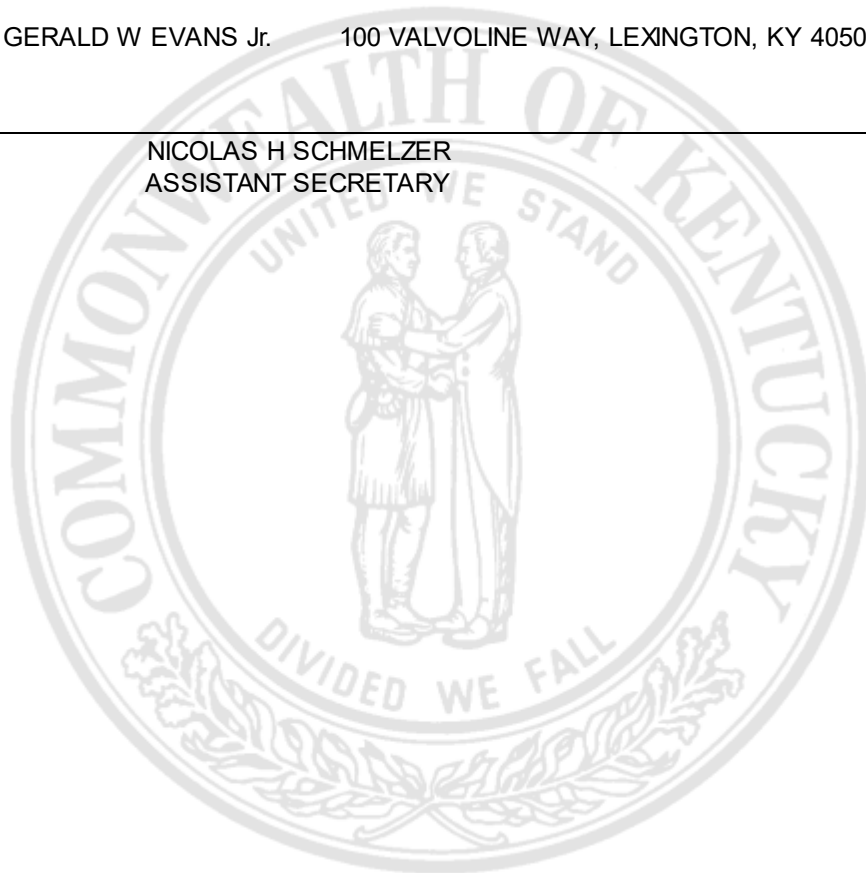 GERALD W EVANS Jr. 100 VALVOLINE WAY, LEXINGTON, KY 4050
NICOLAS H SCHMELZER
ASSISTANT SECRETARY
COMMONWEALTH OF KENTUCKY
UNITED WE STAND
DIVIDED WE FALL